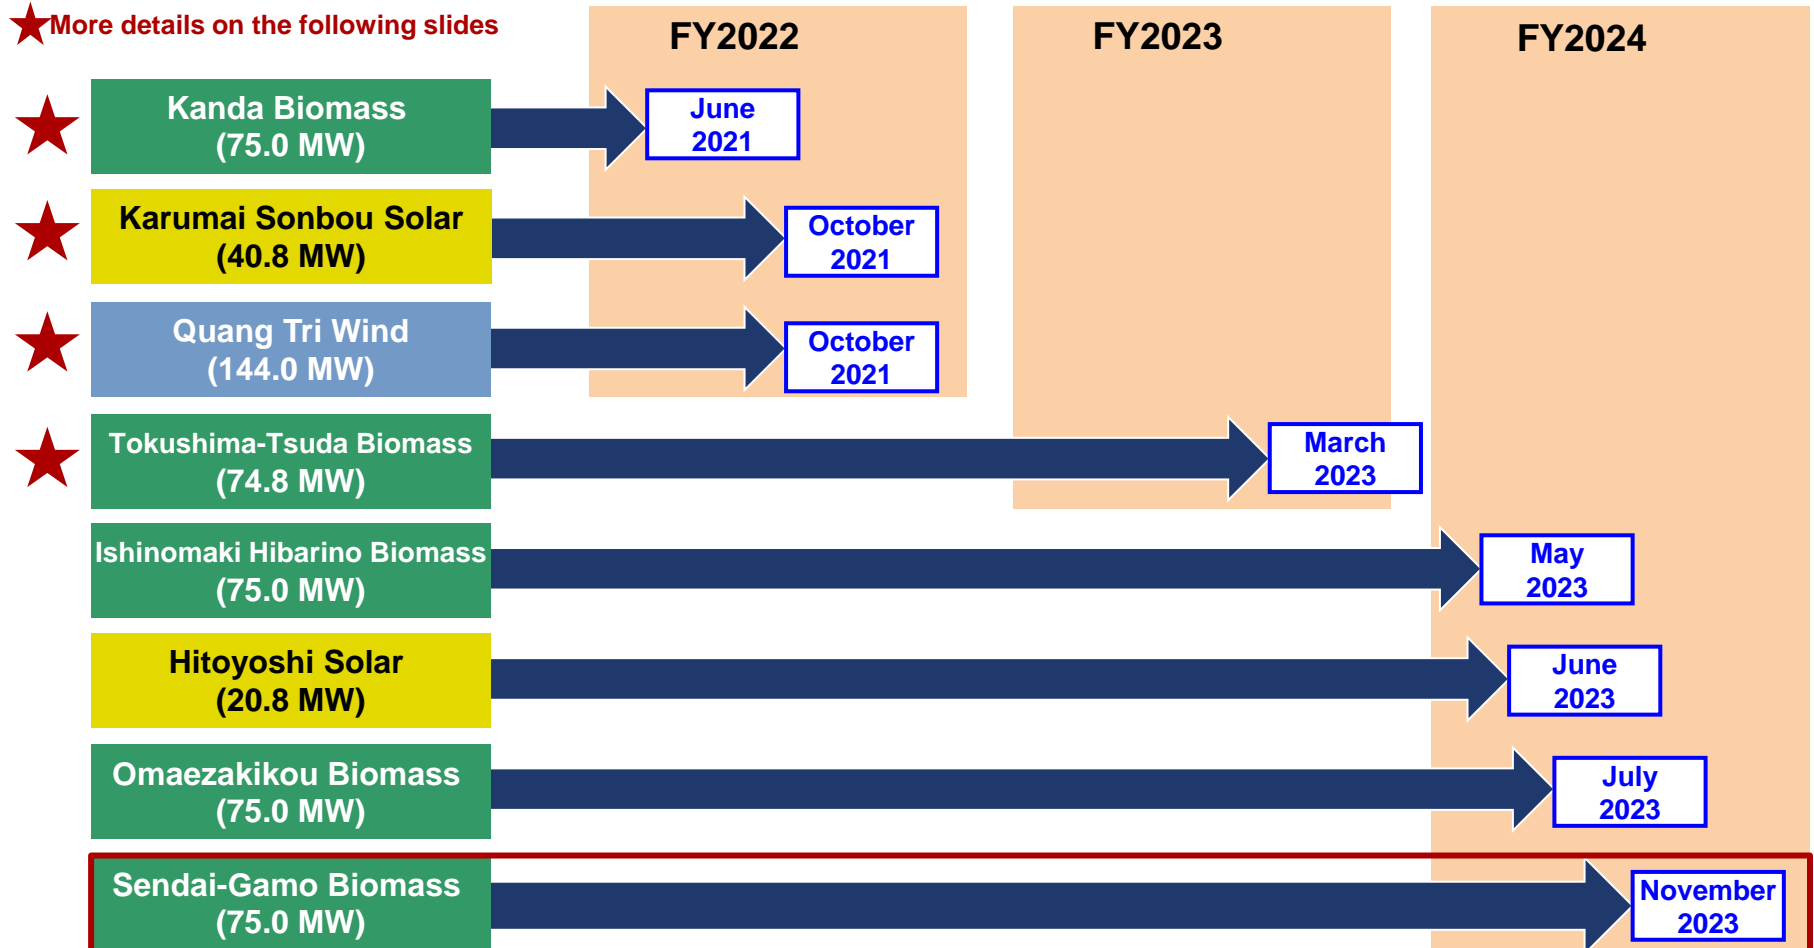 More details on the following slides
FY2022
FY2023
FY2024
Kanda Biomass
(75.0 MW)
June
2021
Karumai Sonbou Solar
(40.8 MW)
October
2021
Quang Tri Wind
(144.0 MW)
October
2021
Tokushima-Tsuda Biomass
(74.8 MW)
March
2023
Ishinomaki Hibarino Biomass
(75.0 MW)
May
2023
Hitoyoshi Solar
(20.8 MW)
June
2023
Omaezakikou Biomass
(75.0 MW)
July
2023
Sendai-Gamo Biomass
(75.0 MW)
November
2023